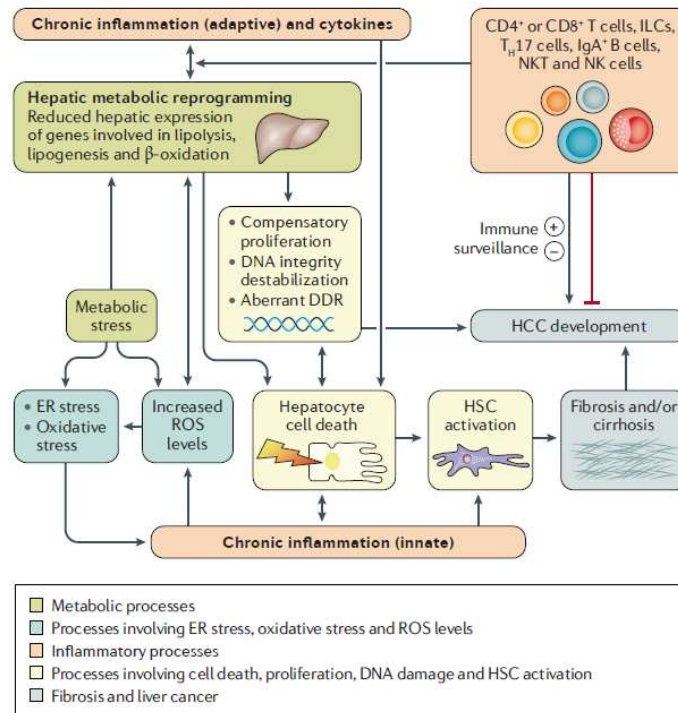 Chronic inflammation (adaptive) and cytokines
CD4⁺ or CD8⁺ T cells, ILCs,
T_H17 cells, IgA⁺ B cells,
NKT and NK cells
Hepatic metabolic reprogramming
Reduced hepatic expression
of genes involved in lipolysis,
lipogenesis and β-oxidation
• Compensatory
proliferation
• DNA integrity
destabilization
• Aberrant DDR
Immune +
surveillance −
Metabolic
stress
HCC development
• ER stress
• Oxidative
stress
Increased
ROS
levels
Hepatocyte
cell death
HSC
activation
Fibrosis and/or
cirrhosis
Chronic inflammation (innate)
Metabolic processes
Processes involving ER stress, oxidative stress and ROS levels
Inflammatory processes
Processes involving cell death, proliferation, DNA damage and HSC activation
Fibrosis and liver cancer